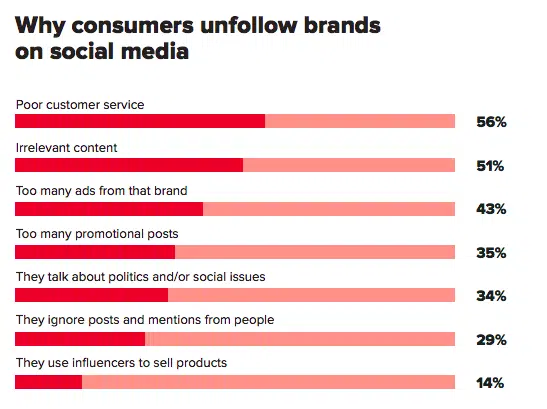 Why consumers unfollow brands
on social media
Poor customer service
56%
Irrelevant content
51%
Too many ads from that brand
43%
Too many promotional posts
35%
They talk about politics and/or social issues
34%
They ignore posts and mentions from people
29%
They use influencers to sell products
14%